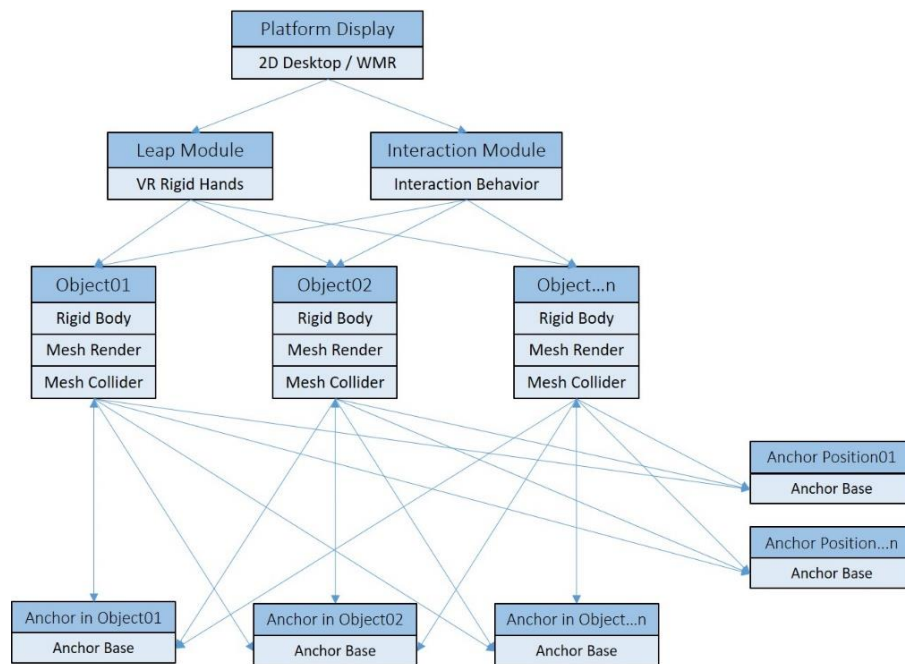 Platform Display
2D Desktop / WMR
Leap Module
VR Rigid Hands
Interaction Module
Interaction Behavior
Object01
Rigid Body
Mesh Render
Mesh Collider
Object02
Rigid Body
Mesh Render
Mesh Collider
Object...n
Rigid Body
Mesh Render
Mesh Collider
Anchor Position01
Anchor Base
Anchor Position...n
Anchor Base
Anchor in Object01
Anchor Base
Anchor in Object02
Anchor Base
Anchor in Object...n
Anchor Base